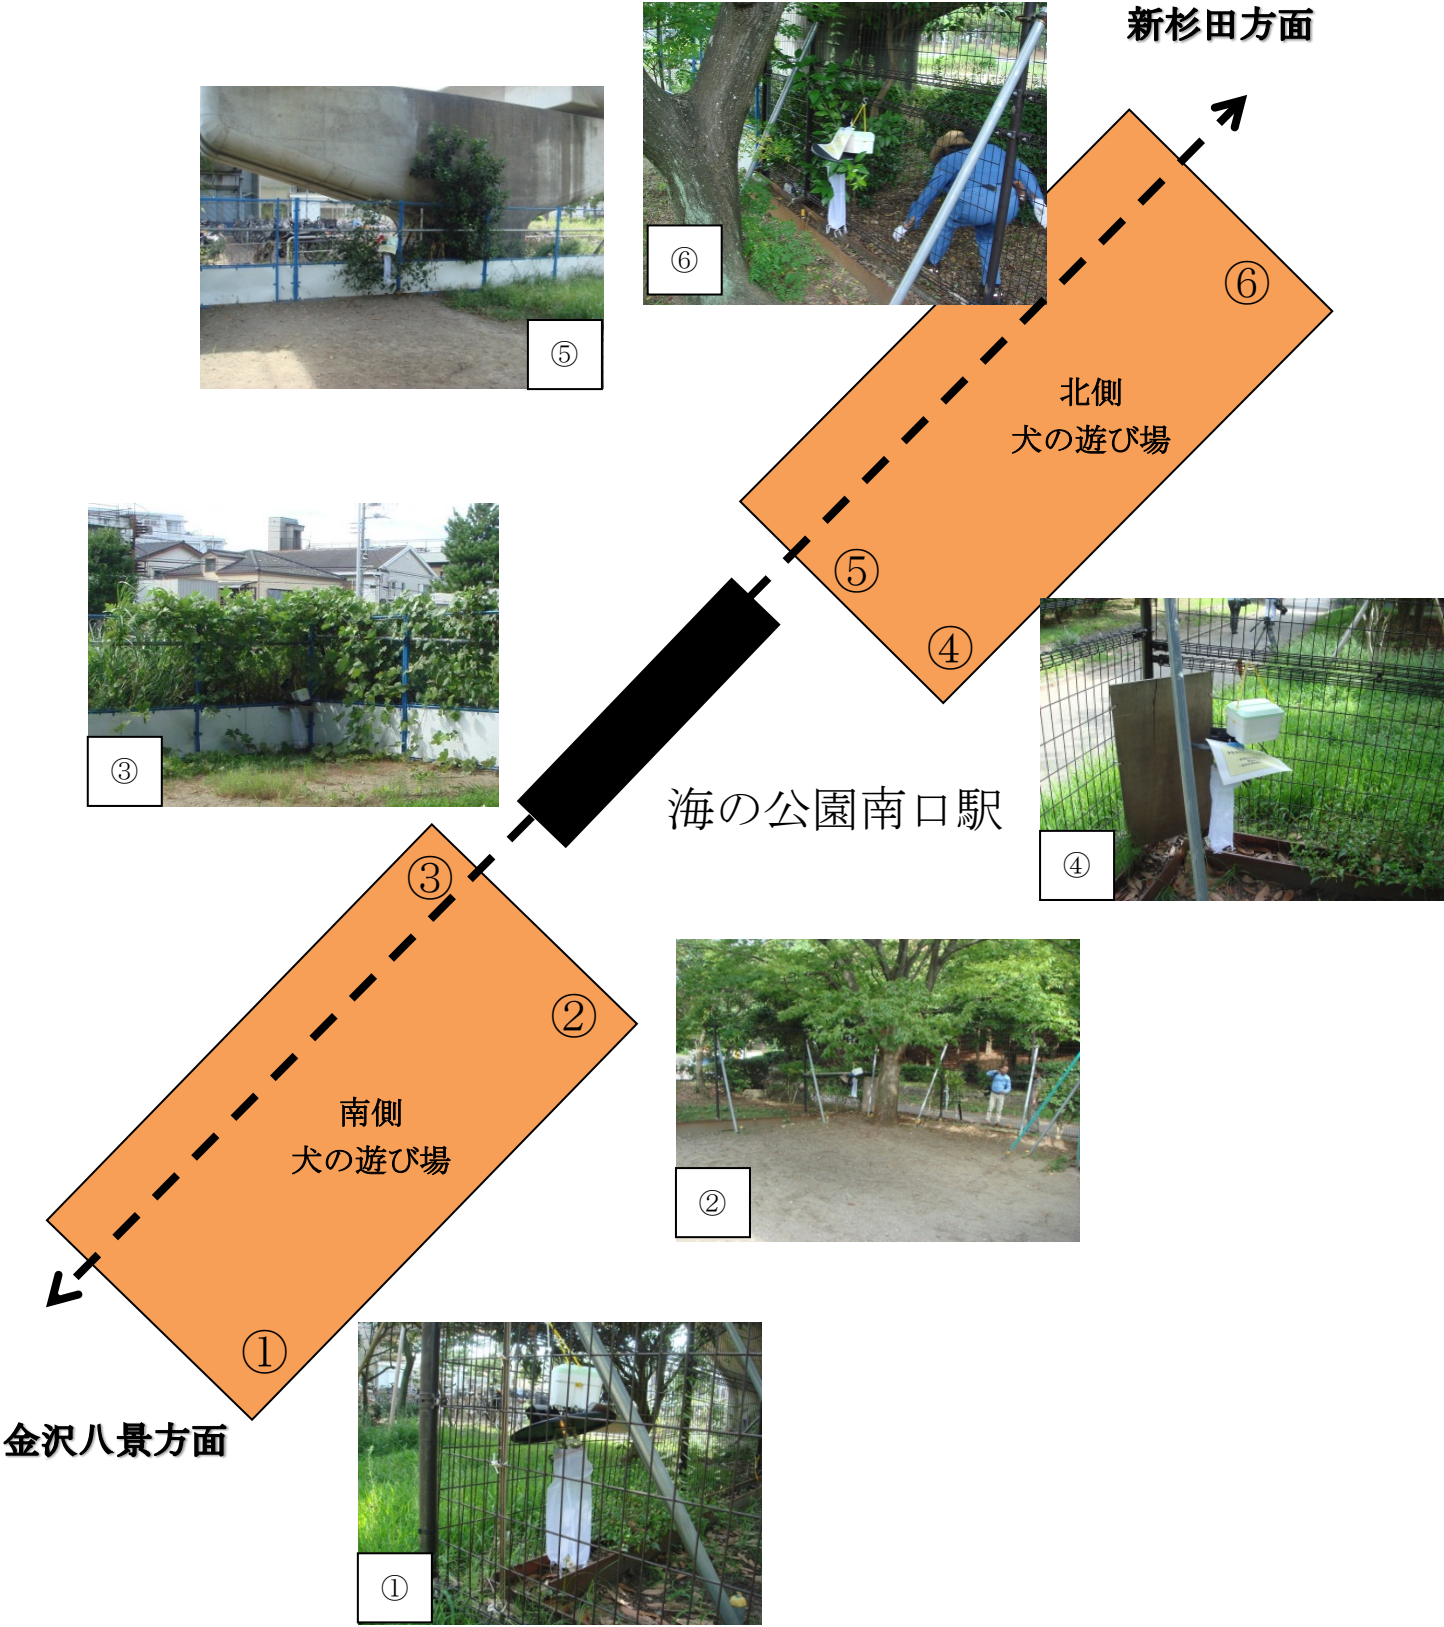 新杉田方面
⑥
⑥
⑤
北側
犬の遊び場
⑤
④
③
海の公園南口駅
④
③
②
南側
犬の遊び場
②
①
金沢八景方面
①